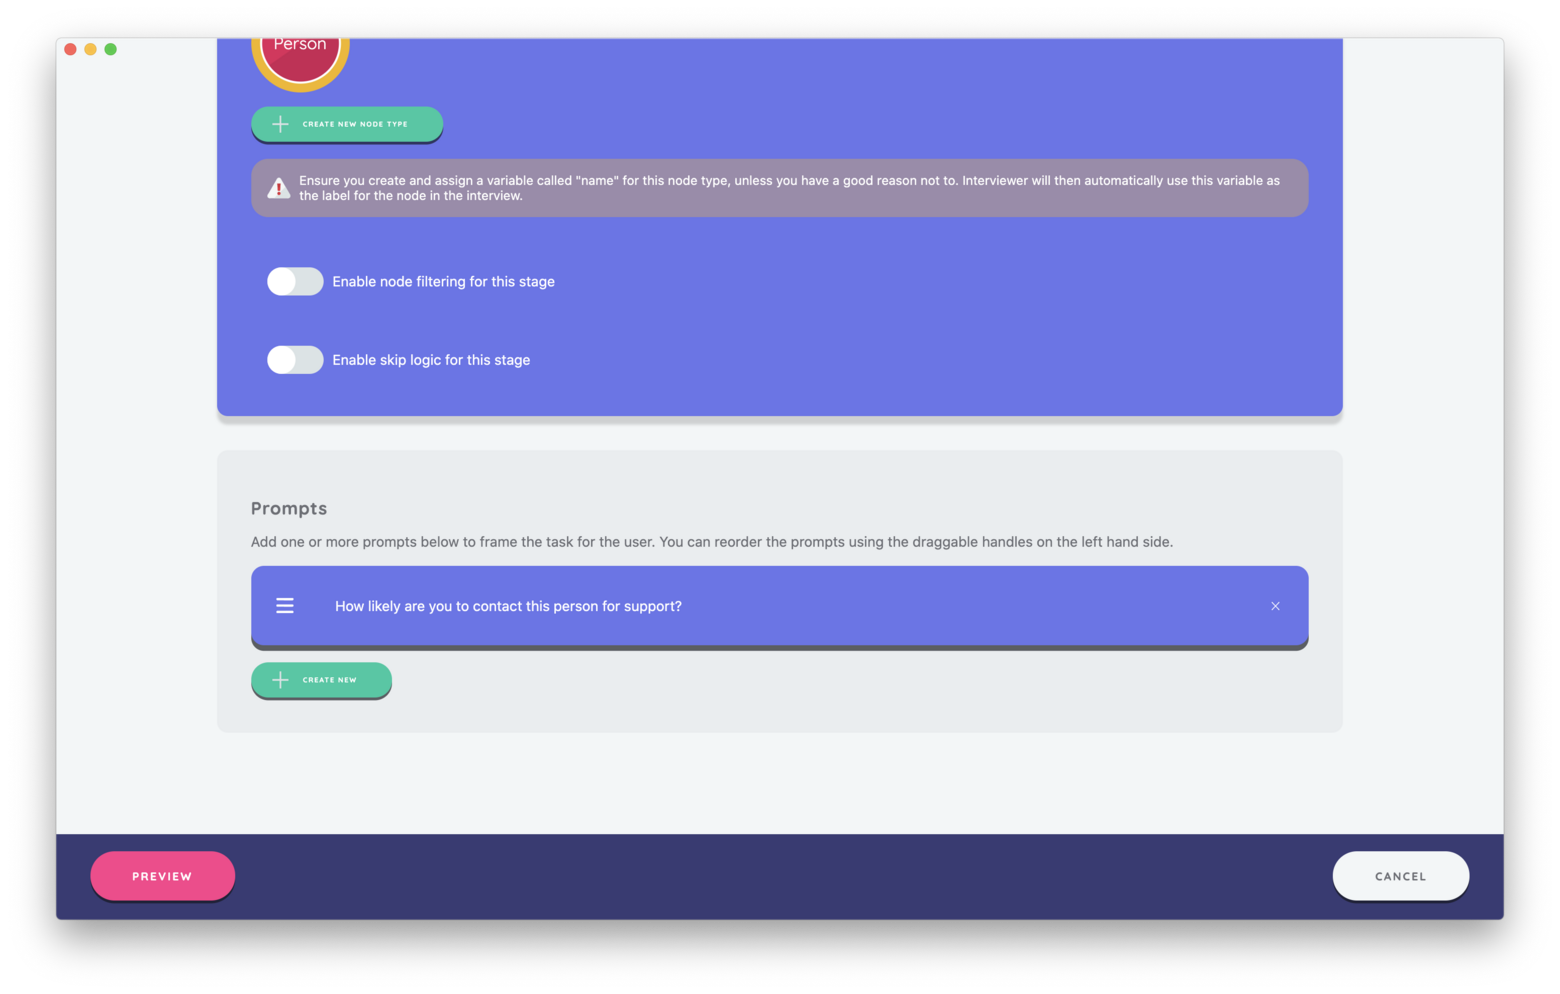 Person
CREATE NEW NODE TYPE
Ensure you create and assign a variable called "name" for this node type, unless you have a good reason not to. Interviewer will then automatically use this variable as
the label for the node in the interview.
Enable node filtering for this stage
Enable skip logic for this stage
Prompts
Add one or more prompts below to frame the task for the user. You can reorder the prompts using the draggable handles on the left hand side.
How likely are you to contact this person for support?
CREATE NEW
PREVIEW
CANCEL